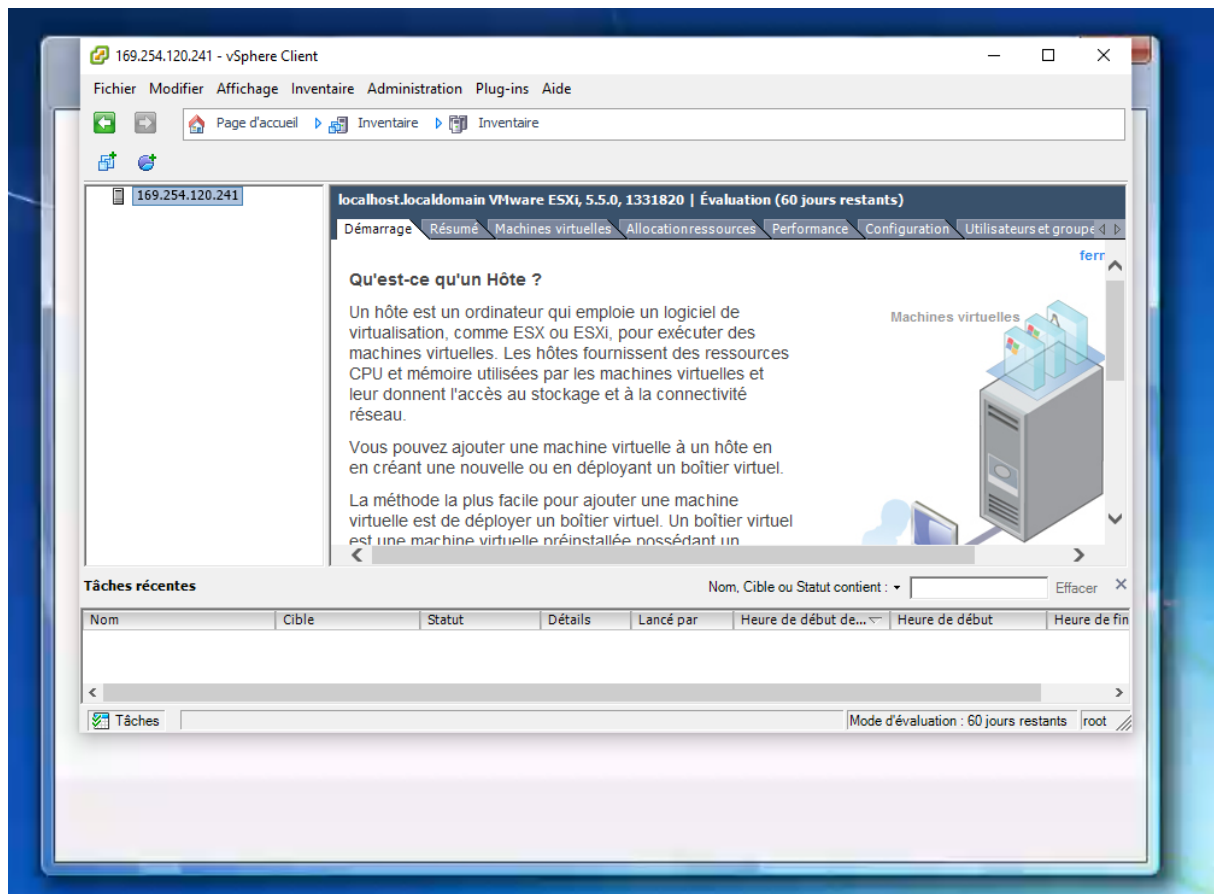 169.254.120.241 - vSphere Client
Fichier Modifier Affichage Inventaire Administration Plug-ins Aide
Page d'accueil Inventaire Inventaire
169.254.120.241
localhost.localdomain VMware ESXi, 5.5.0, 1331820 | Évaluation (60 jours restants)
Démarrage Résumé Machines virtuelles Allocation ressources Performance Configuration Utilisateurs et groupe
ferr
Qu'est-ce qu'un Hôte ?
Un hôte est un ordinateur qui emploie un logiciel de
virtualisation, comme ESX ou ESXi, pour exécuter des
machines virtuelles. Les hôtes fournissent des ressources
CPU et mémoire utilisées par les machines virtuelles et
leur donnent l'accès au stockage et à la connectivité
réseau.
Vous pouvez ajouter une machine virtuelle à un hôte en
en créant une nouvelle ou en déployant un boîtier virtuel.
La méthode la plus facile pour ajouter une machine
virtuelle est de déployer un boîtier virtuel. Un boîtier virtuel
est une machine virtuelle préinstallée possédant un
Machines virtuelles
Tâches récentes
Nom, Cible ou Statut contient :
Effacer
Nom Cible Statut Détails Lancé par Heure de début de... Heure de début Heure de fin
Tâches
Mode d'évaluation : 60 jours restants root